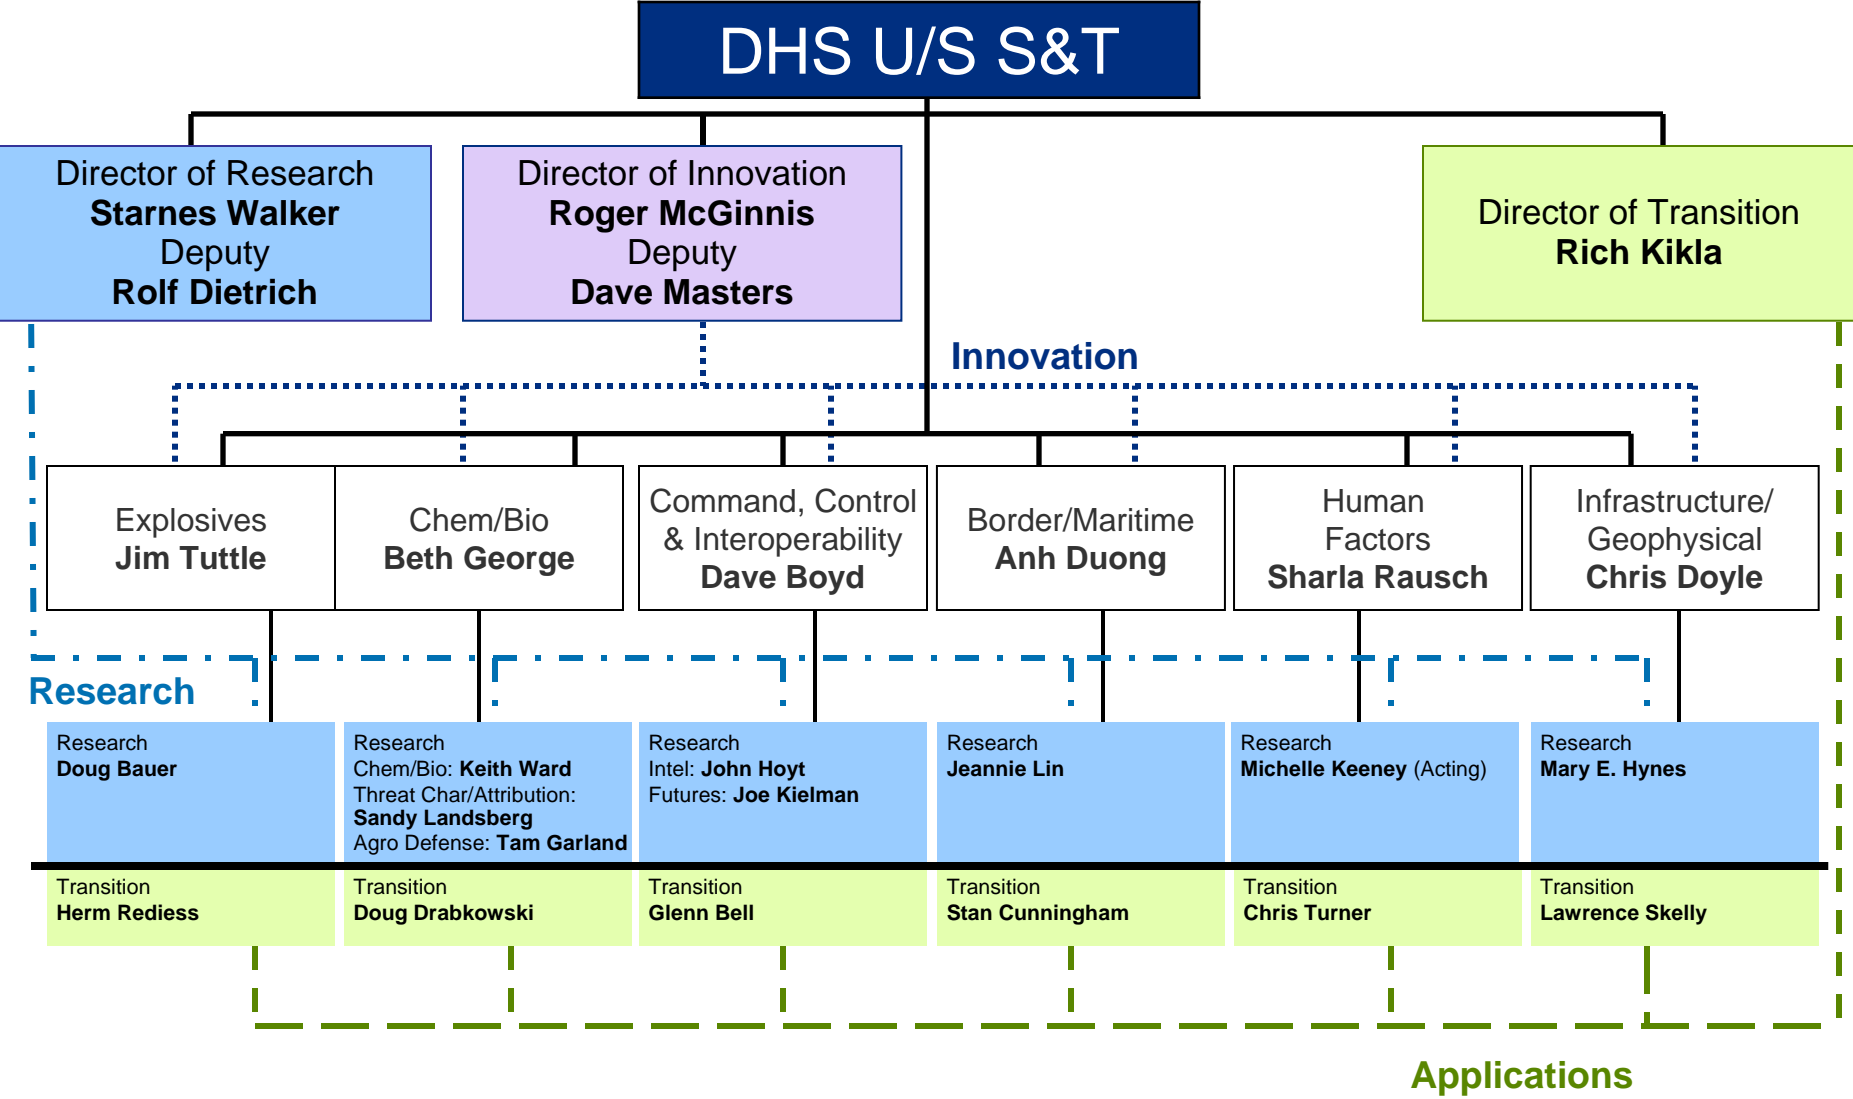 DHS U/S S&T
Director of Research
Starnes Walker
Deputy
Rolf Dietrich
Director of Innovation
Roger McGinnis
Deputy
Dave Masters
Director of Transition
Rich Kikla
Innovation
Explosives
Jim Tuttle
Chem/Bio
Beth George
Command, Control
& Interoperability
Dave Boyd
Border/Maritime
Anh Duong
Human
Factors
Sharla Rausch
Infrastructure/
Geophysical
Chris Doyle
Research
Research
Doug Bauer
Research
Chem/Bio: Keith Ward
Threat Char/Attribution:
Sandy Landsberg
Agro Defense: Tam Garland
Research
Intel: John Hoyt
Futures: Joe Kielman
Research
Jeannie Lin
Research
Michelle Keeney (Acting)
Research
Mary E. Hynes
Transition
Herm Rediess
Transition
Doug Drabkowski
Transition
Glenn Bell
Transition
Stan Cunningham
Transition
Chris Turner
Transition
Lawrence Skelly
Applications